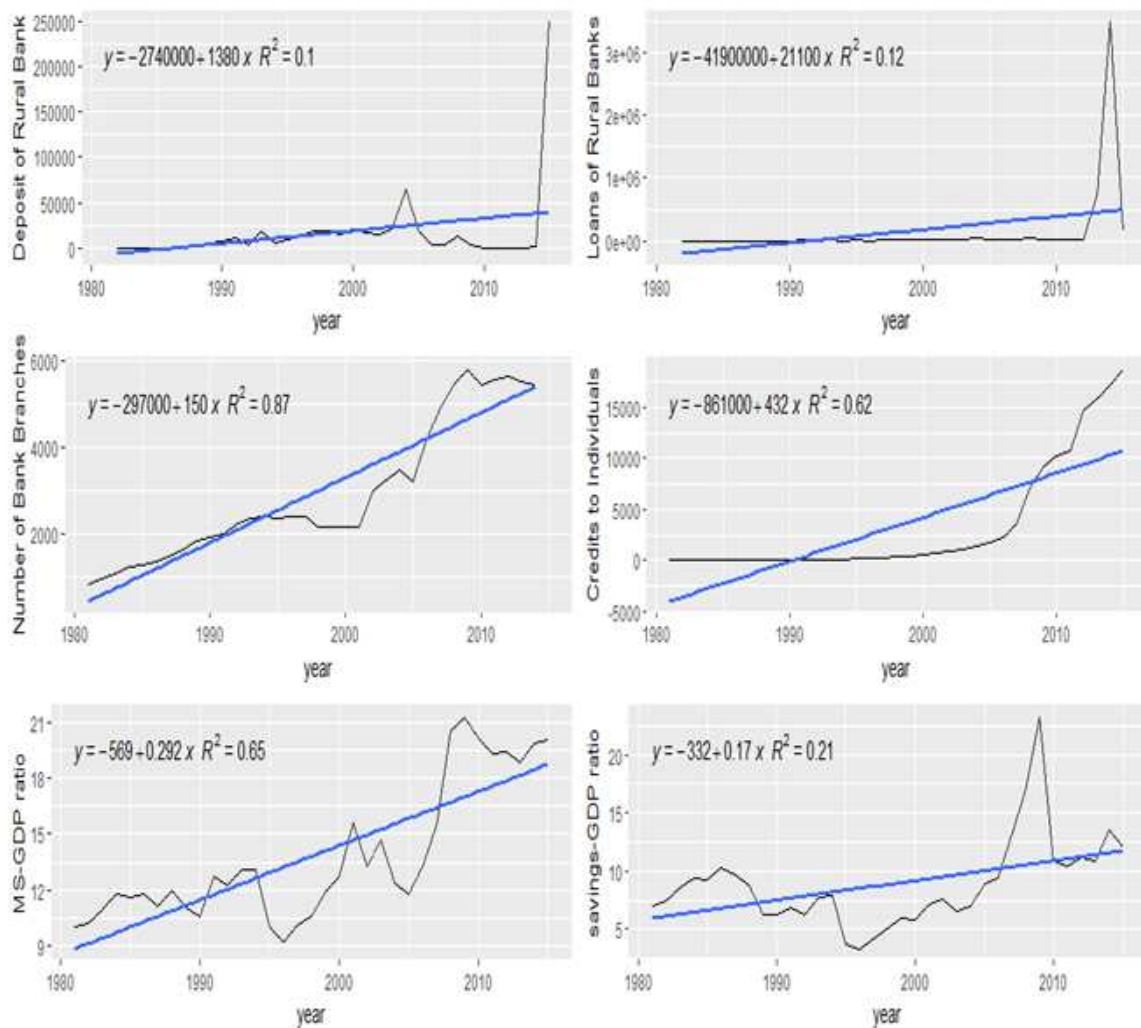 Deposit of Rural Bank
250000
200000
150000
100000
50000
0
y = −2740000 + 1380 x R² = 0.1
1980 1990 2000 2010
year
Loans of Rural Banks
3e+06
2e+06
1e+06
0e+00
y = −41900000 + 21100 x R² = 0.12
1980 1990 2000 2010
year
Number of Bank Branches
6000
4000
2000
y = −297000 + 150 x R² = 0.87
1980 1990 2000 2010
year
Credits to Individuals
15000
10000
5000
0
-5000
y = −861000 + 432 x R² = 0.62
1980 1990 2000 2010
year
MS-GDP ratio
21
18
15
12
9
y = −569 + 0.292 x R² = 0.65
1980 1990 2000 2010
year
savings-GDP ratio
20
15
10
5
y = −332 + 0.17 x R² = 0.21
1980 1990 2000 2010
year